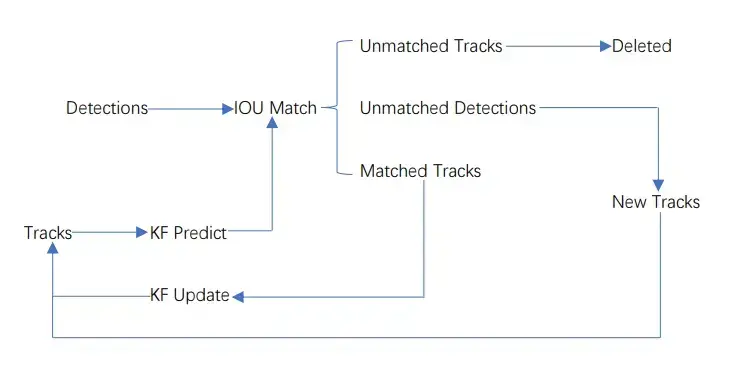 Unmatched Tracks
Deleted
Detections
IOU Match
Unmatched Detections
Matched Tracks
New Tracks
Tracks
KF Predict
KF Update